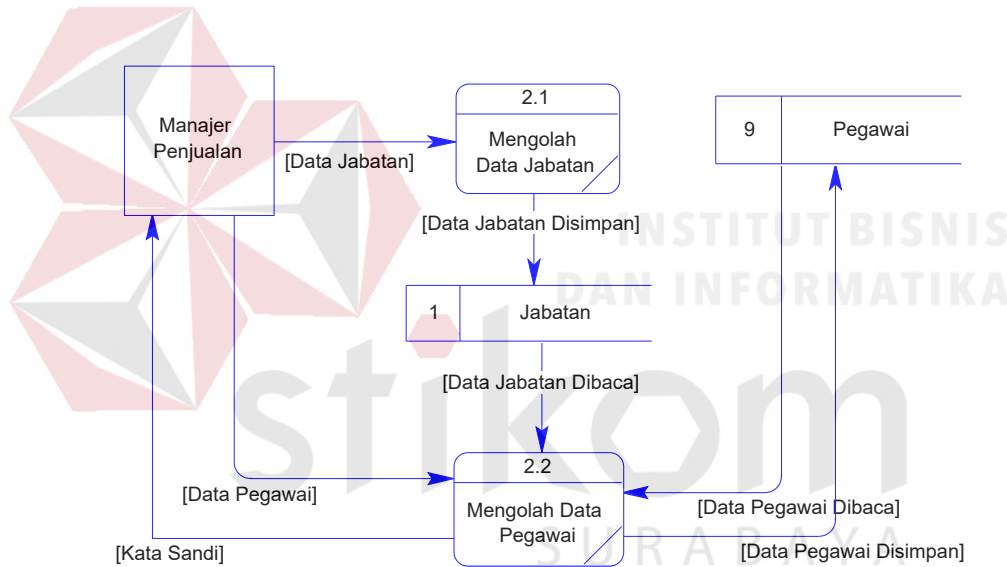 Manajer
Penjualan
[Data Jabatan]
2.1
Mengolah
Data Jabatan
9
Pegawai
[Data Jabatan Disimpan]
INSTITUT BISNIS
DAN INFORMATIKA
1
Jabatan
[Data Jabatan Dibaca]
stikom
2.2
Mengolah Data
Pegawai
[Data Pegawai]
[Data Pegawai Dibaca]
[Kata Sandi]
[Data Pegawai Disimpan]
SURABAYA